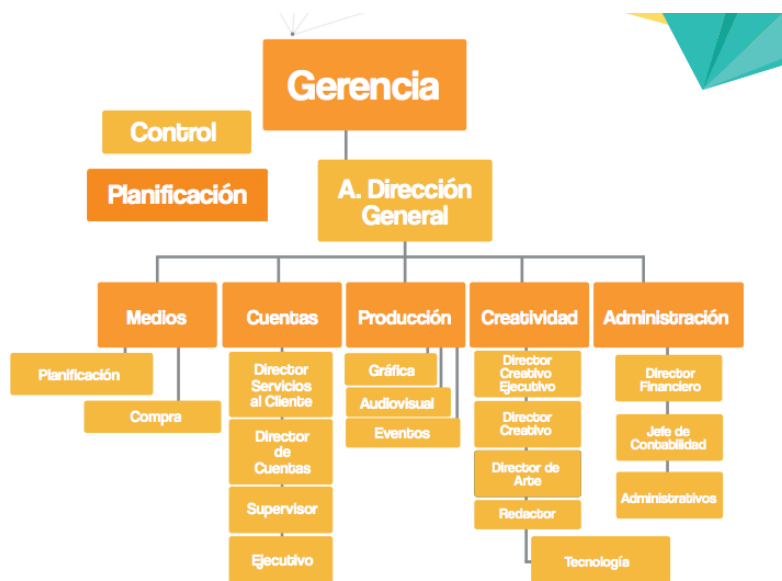 Gerencia
Control
Planificación
A. Dirección
General
Medios
Cuentas
Producción
Creatividad
Administración
Planificación
Compra
Director
Servicios
al Cliente
Director
de
Cuentas
Supervisor
Ejecutivo
Gráfica
Audiovisual
Eventos
Director
Creativo
Ejecutivo
Director
Creativo
Director de
Arte
Redactor
Tecnología
Director
Financiero
Jefe de
Contabilidad
Administrativos